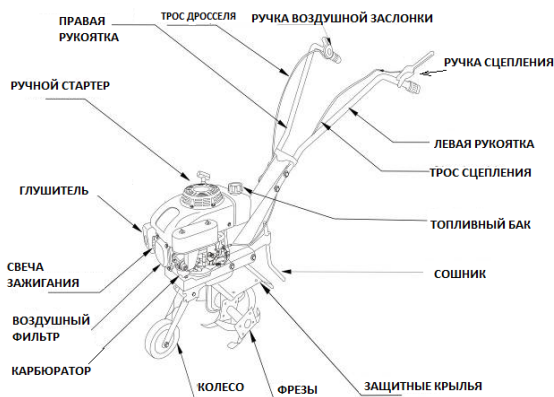 ПРАВАЯ
РУКОЯТКА
ТРОС ДРОССЕЛЯ
РУЧКА ВОЗДУШНОЙ ЗАСЛОНКИ
РУЧКА СЦЕПЛЕНИЯ
РУЧНОЙ СТАРТЕР
ЛЕВАЯ РУКОЯТКА
ТРОС СЦЕПЛЕНИЯ
ГЛУШИТЕЛЬ
ТОПЛИВНЫЙ БАК
СВЕЧА
ЗАЖИГАНИЯ
СОШНИК
ВОЗДУШНЫЙ
ФИЛЬТР
КАРБЮРАТОР
КОЛЕСО
ФРЕЗЫ
ЗАЩИТНЫЕ КРЫЛЬЯ